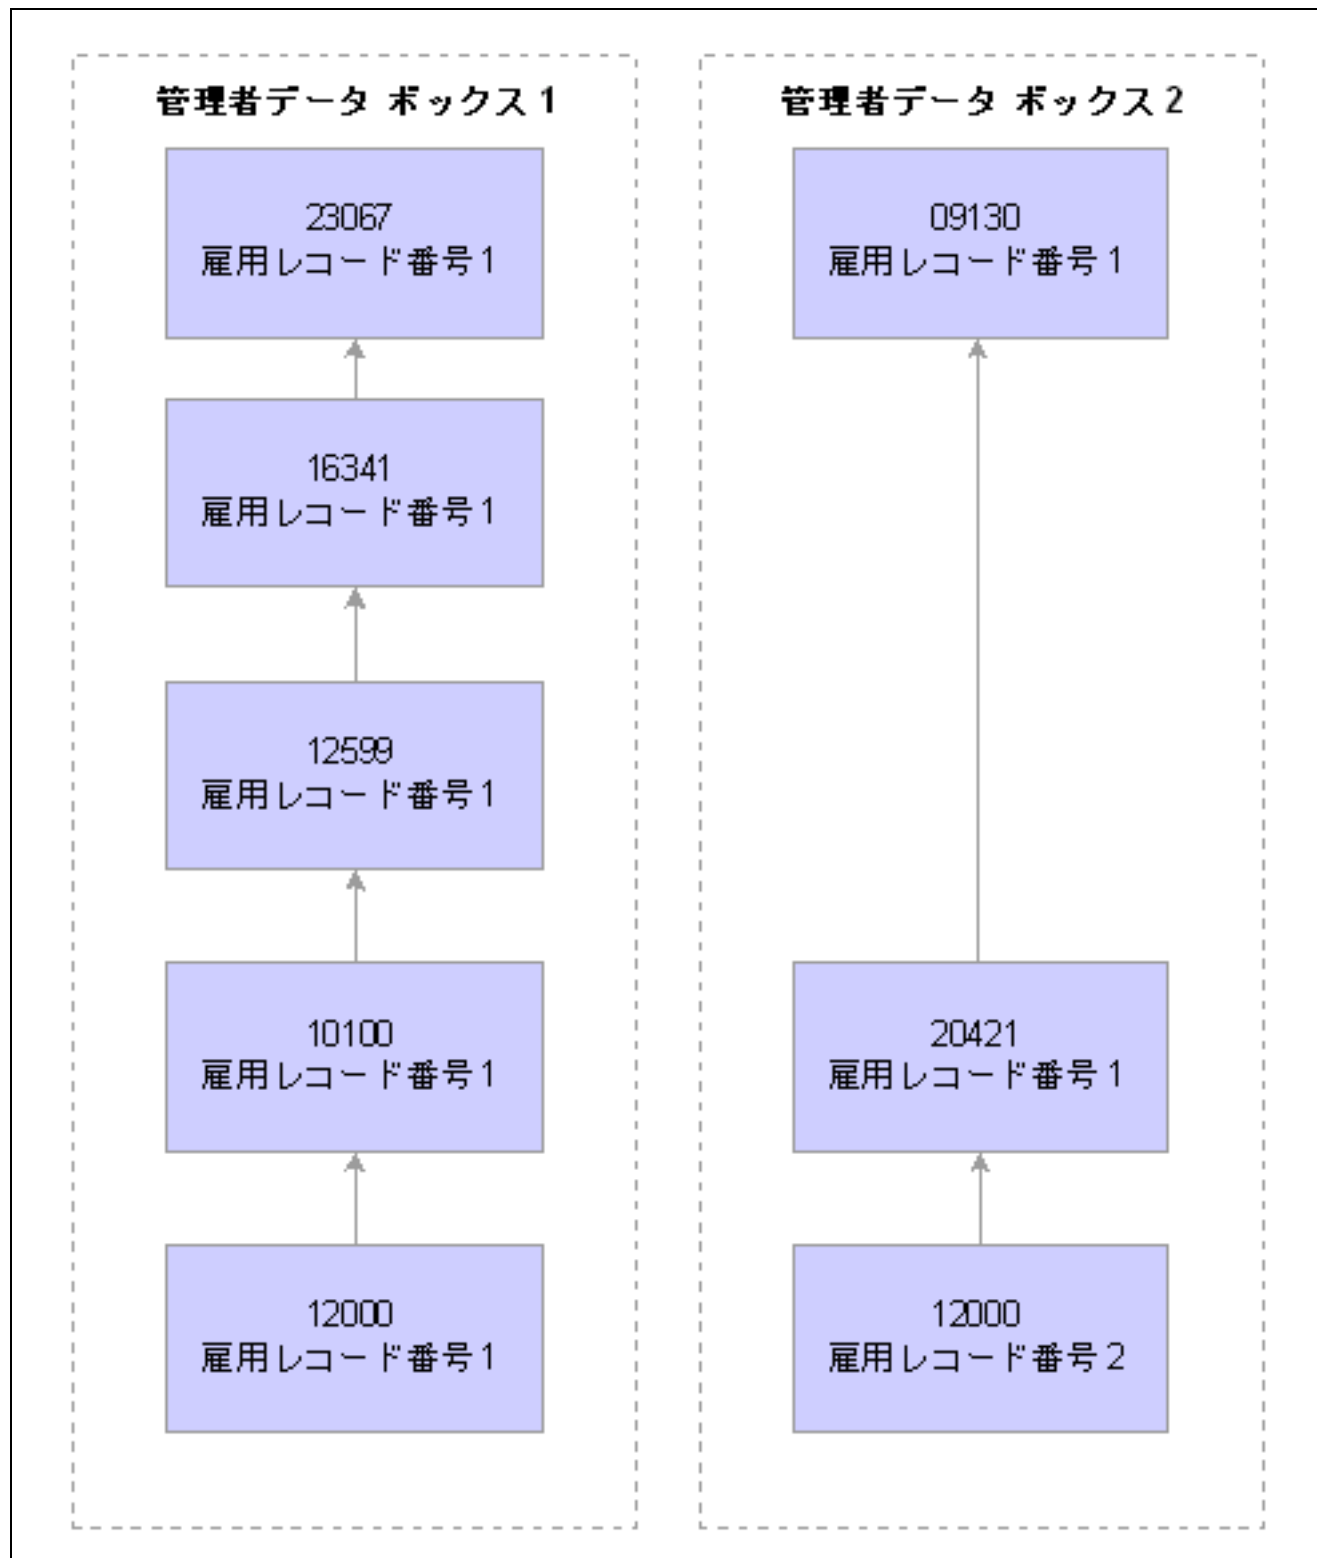 管理者データ ボックス 1
23067
雇用レコード番号 1
16341
雇用レコード番号 1
12599
雇用レコード番号 1
10100
雇用レコード番号 1
12000
雇用レコード番号 1
管理者データ ボックス 2
09130
雇用レコード番号 1
20421
雇用レコード番号 1
12000
雇用レコード番号 2